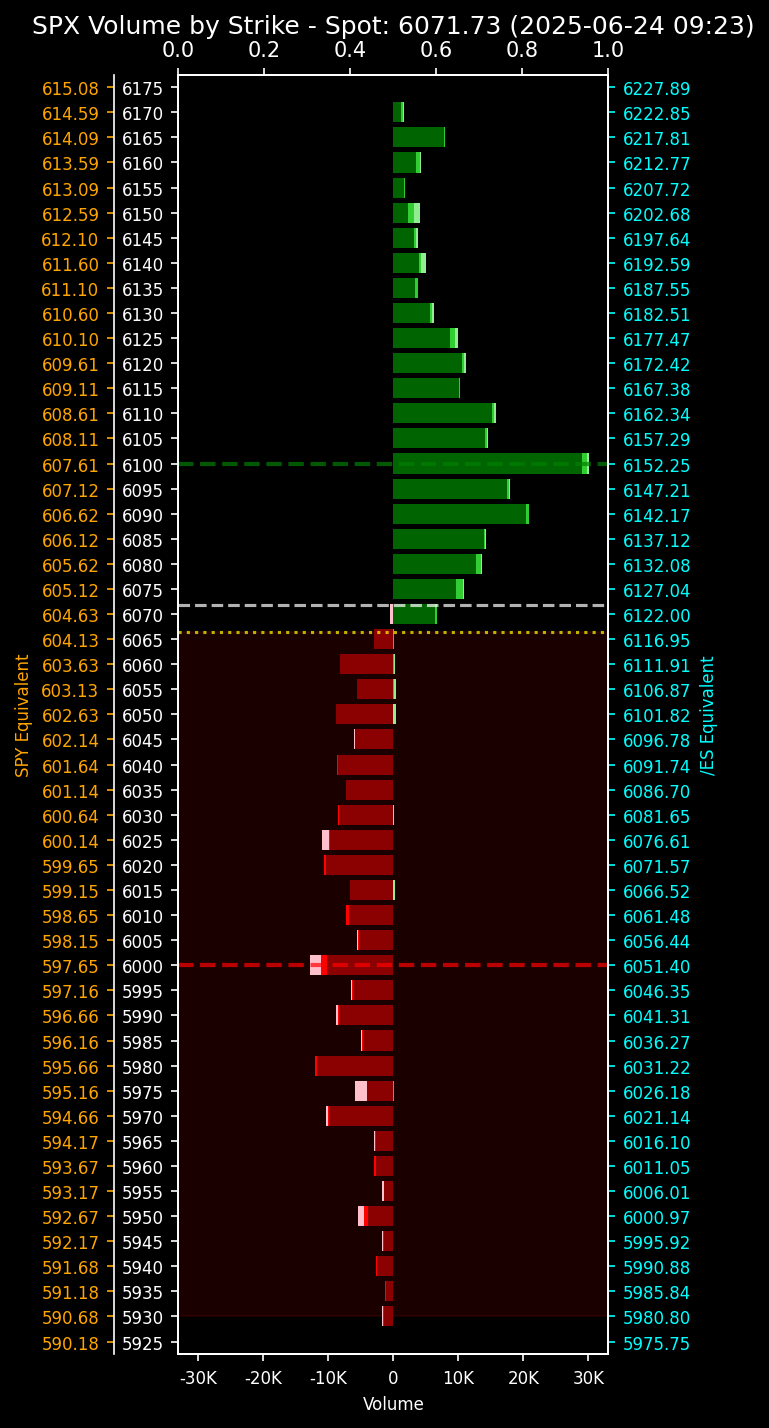 SPX Volume by Strike - Spot: 6071.73 (2025-06-24 09:23)
0.0 0.2 0.4 0.6 0.8 1.0
615.08 6175 6227.89
614.59 6170 6222.85
614.09 6165 6217.81
613.59 6160 6212.77
613.09 6155 6207.72
612.59 6150 6202.68
612.10 6145 6197.64
611.60 6140 6192.59
611.10 6135 6187.55
610.60 6130 6182.51
610.10 6125 6177.47
609.61 6120 6172.42
609.11 6115 6167.38
608.61 6110 6162.34
608.11 6105 6157.29
607.61 6100 6152.25
607.12 6095 6147.21
606.62 6090 6142.17
606.12 6085 6137.12
605.62 6080 6132.08
605.12 6075 6127.04
604.63 6070 6122.00
604.13 6065 6116.95
603.63 6060 6111.91
603.13 6055 6106.87
602.63 6050 6101.82
602.14 6045 6096.78
601.64 6040 6091.74
601.14 6035 6086.70
600.64 6030 6081.65
600.14 6025 6076.61
599.65 6020 6071.57
599.15 6015 6066.52
598.65 6010 6061.48
598.15 6005 6056.44
597.65 6000 6051.40
597.16 5995 6046.35
596.66 5990 6041.31
596.16 5985 6036.27
595.66 5980 6031.22
595.16 5975 6026.18
594.66 5970 6021.14
594.17 5965 6016.10
593.67 5960 6011.05
593.17 5955 6006.01
592.67 5950 6000.97
592.17 5945 5995.92
591.68 5940 5990.88
591.18 5935 5985.84
590.68 5930 5980.80
590.18 5925 5975.75
SPY Equivalent
/ES Equivalent
-30K -20K -10K 0 10K 20K 30K
Volume